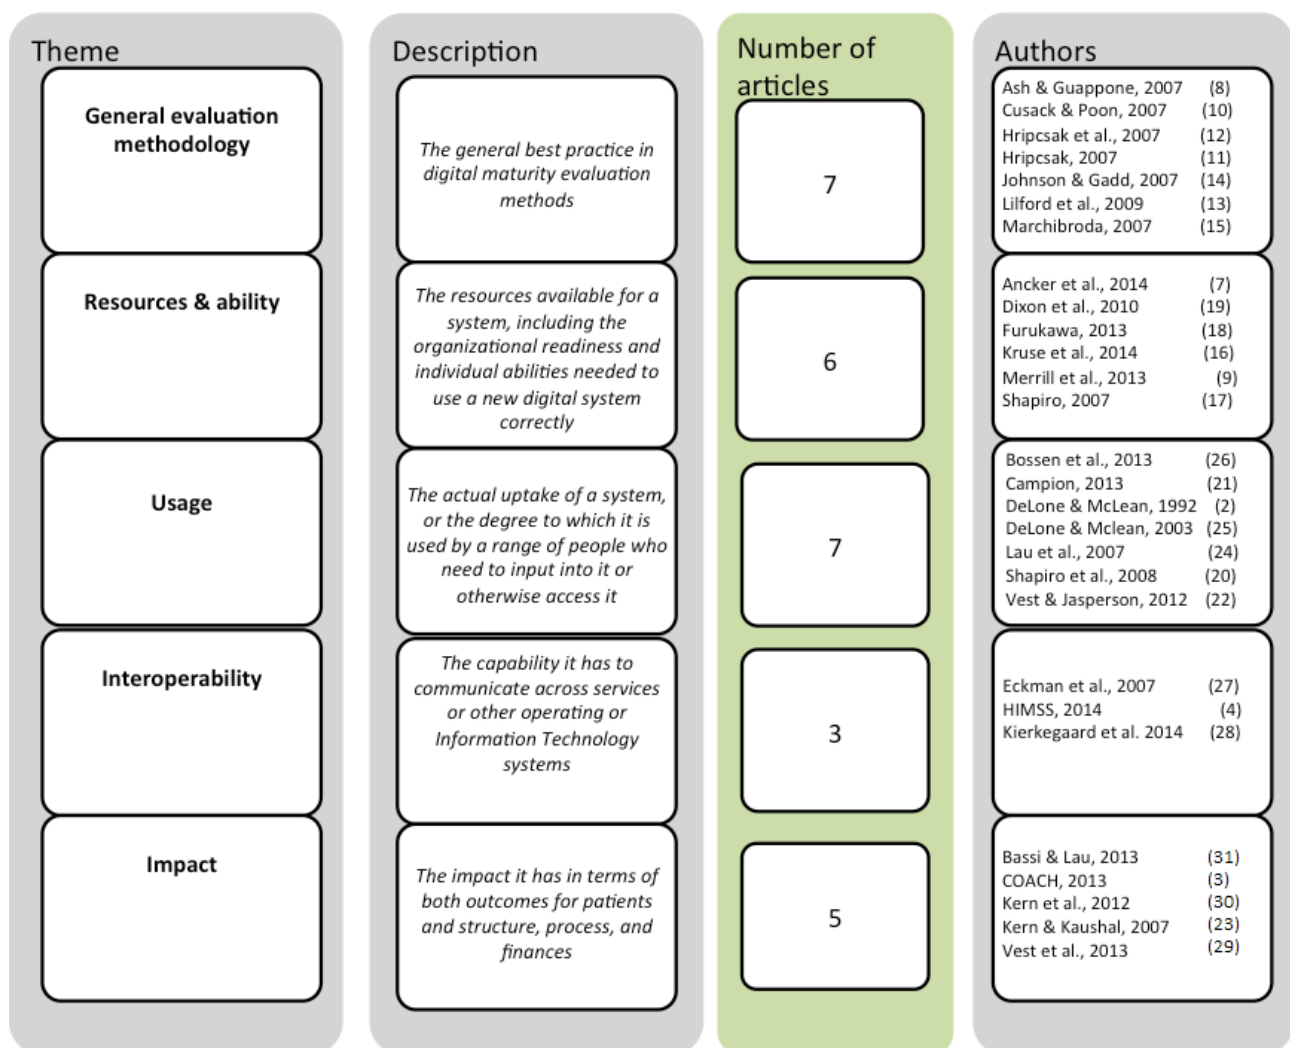 Theme
Description
Number of
articles
Authors
General evaluation
methodology
The general best practice in
digital maturity evaluation
methods
7
Ash & Guappone, 2007 (8)
Cusack & Poon, 2007 (10)
Hripcsak et al., 2007 (12)
Hripcsak, 2007 (11)
Johnson & Gadd, 2007 (14)
Lilford et al., 2009 (13)
Marchibroda, 2007 (15)
Resources & ability
The resources available for a
system, including the
organizational readiness and
individual abilities needed to
use a new digital system
correctly
6
Ancker et al., 2014 (7)
Dixon et al., 2010 (19)
Furukawa, 2013 (18)
Kruse et al., 2014 (16)
Merrill et al., 2013 (9)
Shapiro, 2007 (17)
Usage
The actual uptake of a system,
or the degree to which it is
used by a range of people who
need to input into it or
otherwise access it
7
Bossen et al., 2013 (26)
Campion, 2013 (21)
DeLone & McLean, 1992 (2)
DeLone & Mclean, 2003 (25)
Lau et al., 2007 (24)
Shapiro et al., 2008 (20)
Vest & Jasperson, 2012 (22)
Interoperability
The capability it has to
communicate across services
or other operating or
Information Technology
systems
3
Eckman et al., 2007 (27)
HIMSS, 2014 (4)
Kierkegaard et al. 2014 (28)
Impact
The impact it has in terms of
both outcomes for patients
and structure, process, and
finances
5
Bassi & Lau, 2013 (31)
COACH, 2013 (3)
Kern et al., 2012 (30)
Kern & Kaushal, 2007 (23)
Vest et al., 2013 (29)